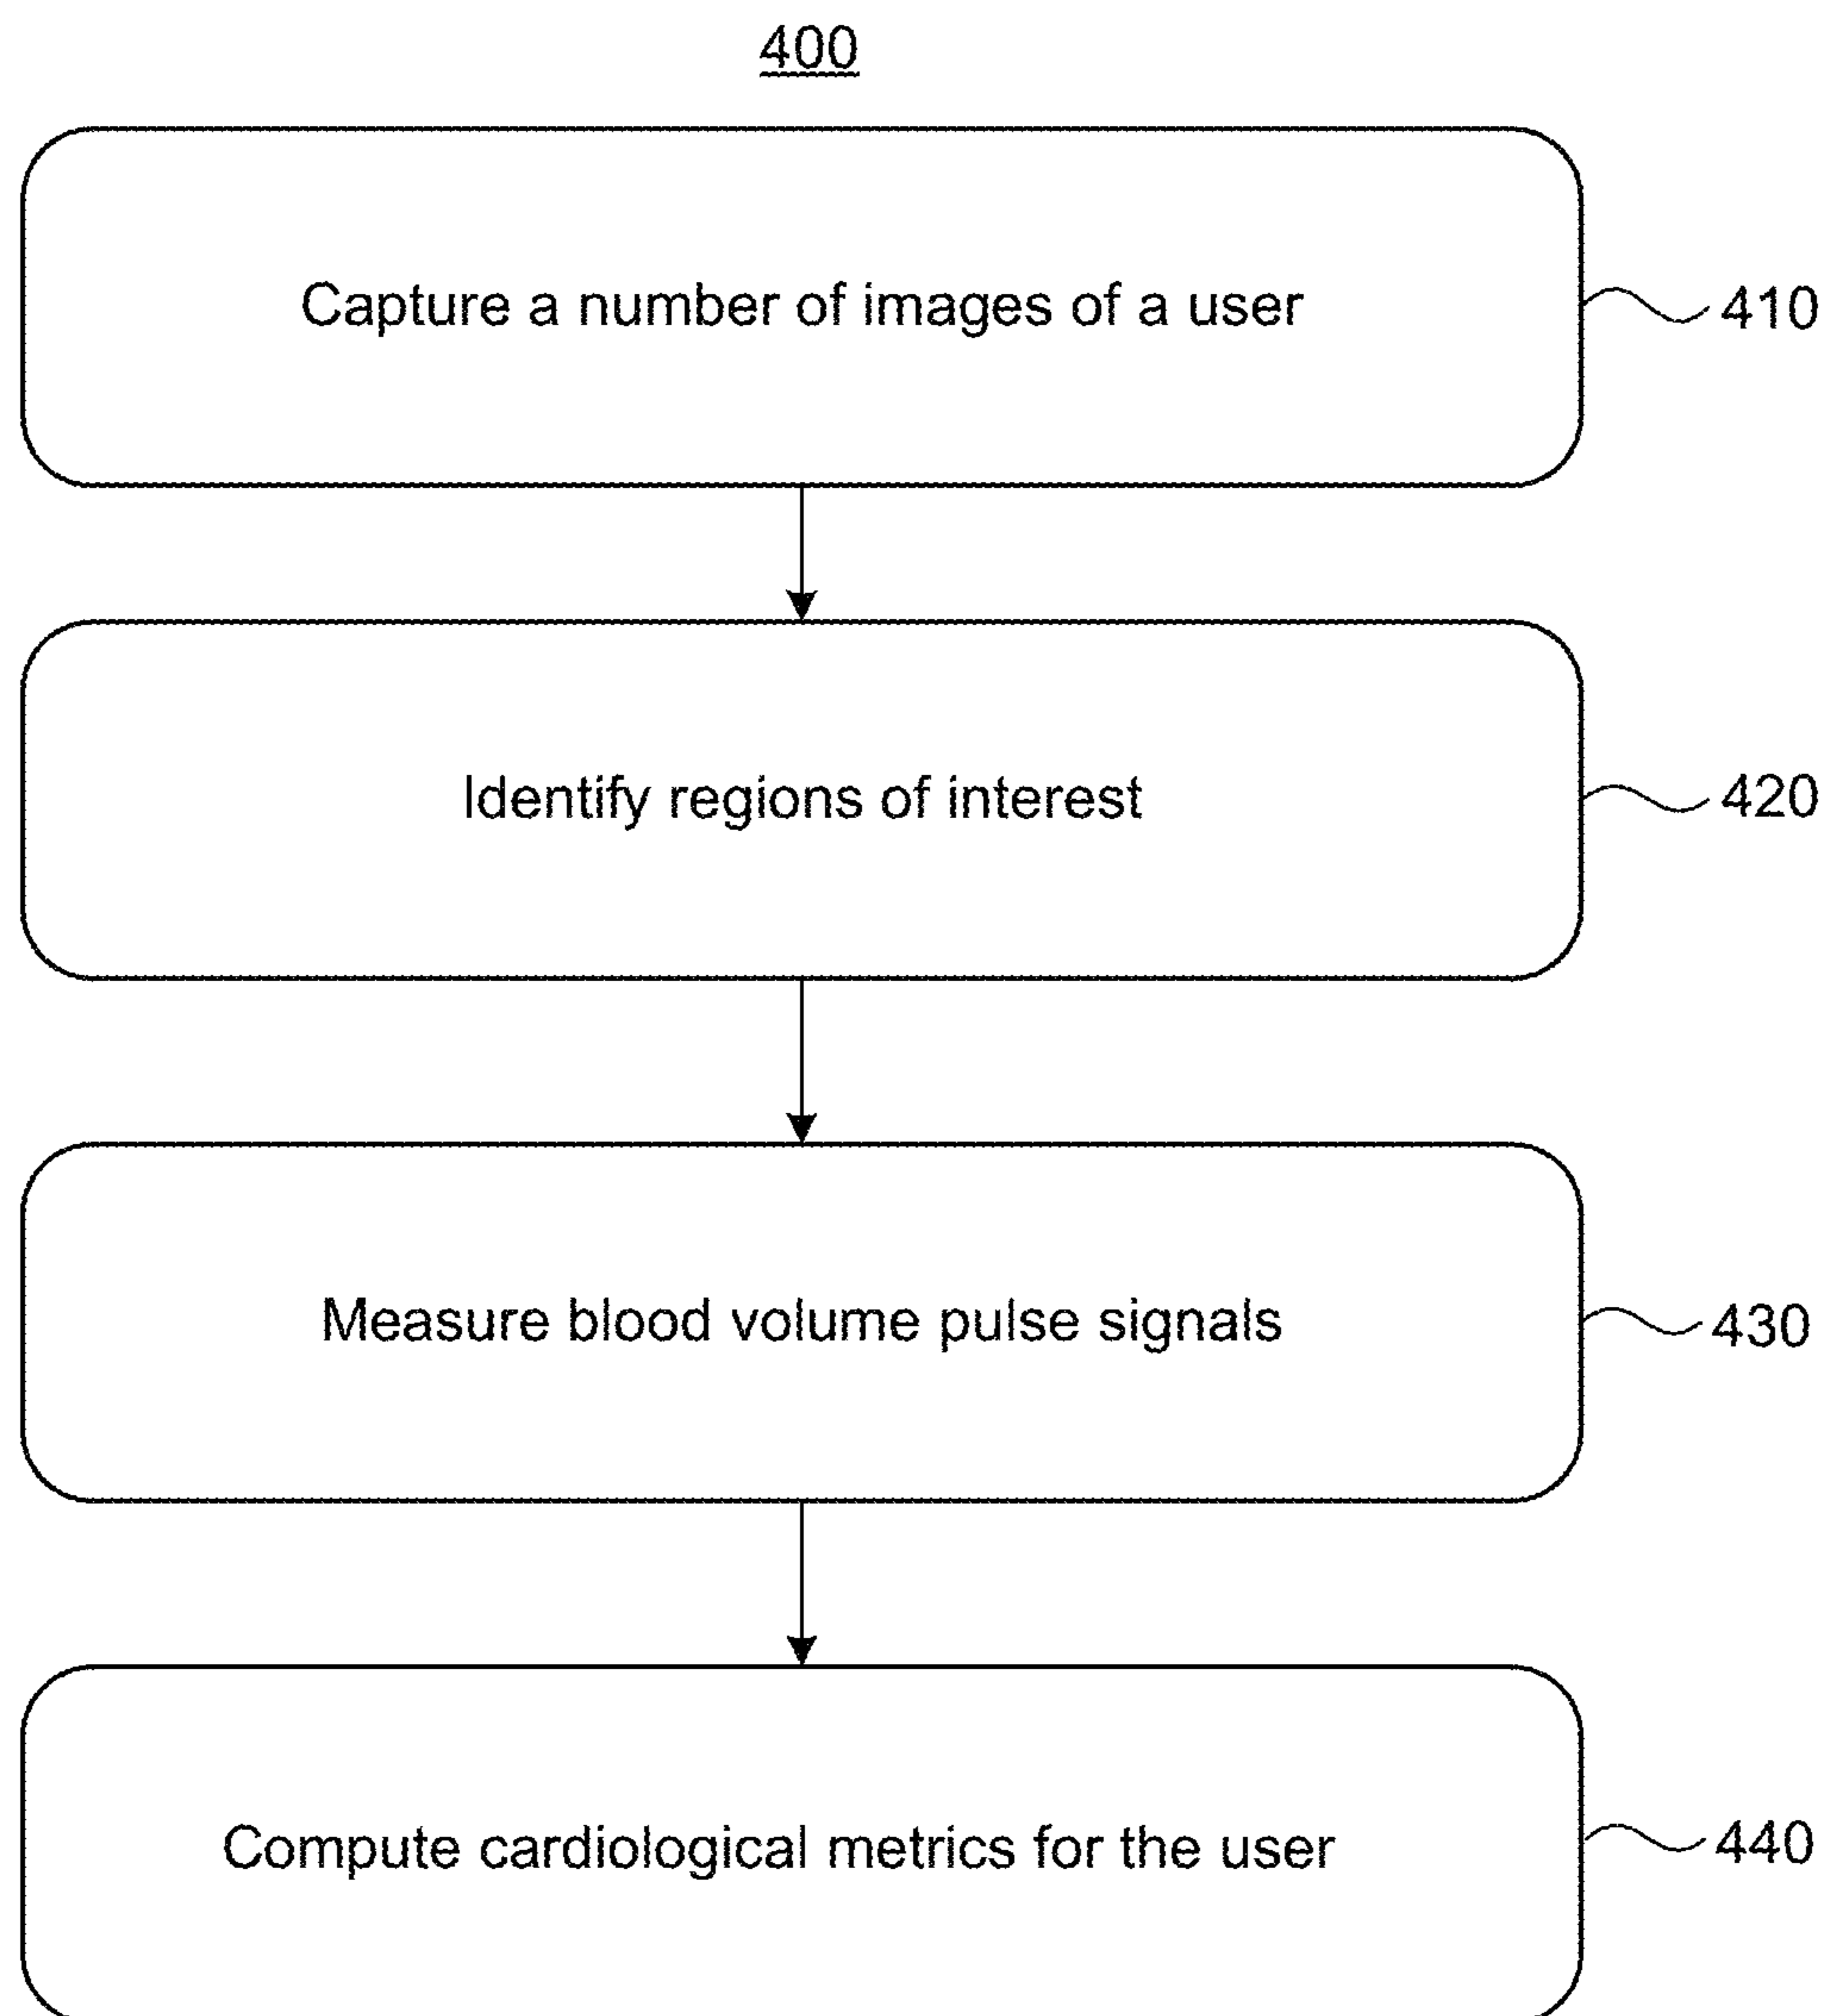 400
Capture a number of images of a user
410
Identify regions of interest
420
Measure blood volume pulse signals
430
Compute cardiological metrics for the user
440